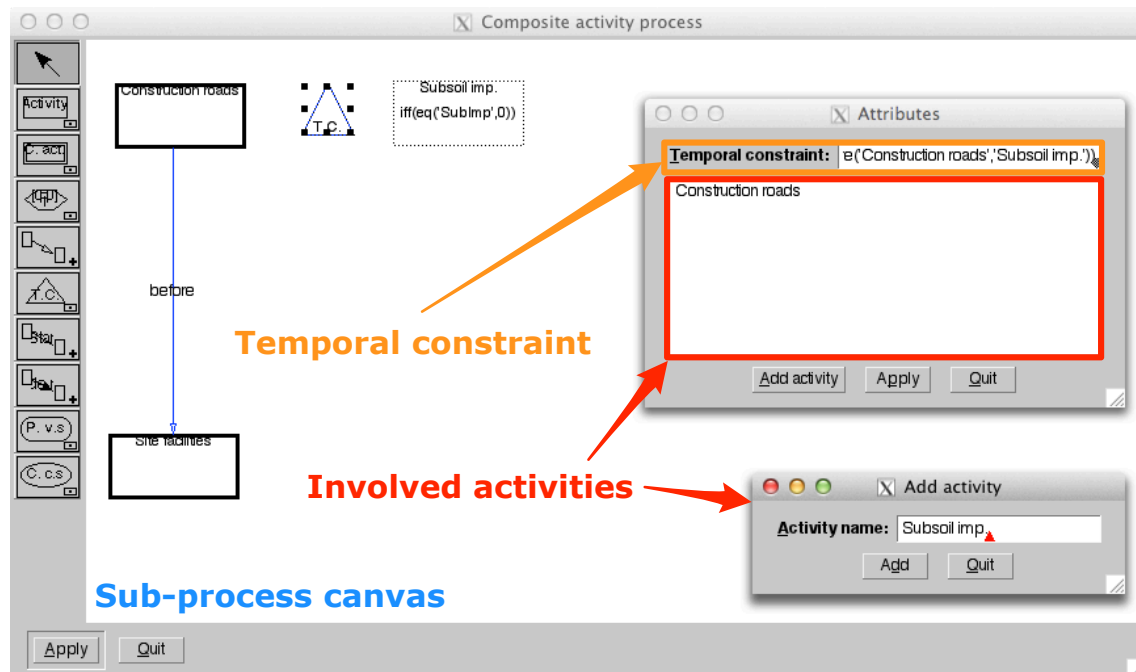 Composite activity process
Activity
C. act
T.C.
Star
P. v.s
C. c.s
Construction roads
T.C.
Subsoil imp.
iff(eq('SubImp',0))
before
Site facilities
Temporal constraint
Involved activities
Sub-process canvas
Attributes
Temporal constraint: e('Construction roads','Subsoil imp.'))
Construction roads
Add activity Apply Quit
Add activity
Activity name: Subsoil imp.
Add Quit
Apply Quit